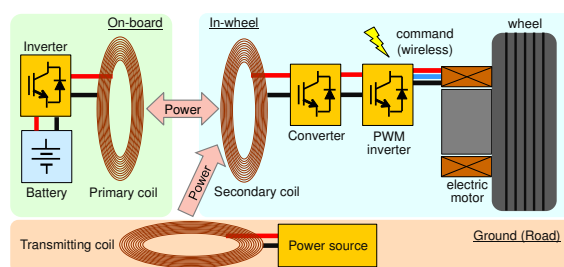 On-board
Inverter
Battery
Primary coil
Power
In-wheel
command
(wireless)
wheel
Converter
PWM
inverter
Secondary coil
electric
motor
Power
Transmitting coil
Power source
Ground (Road)